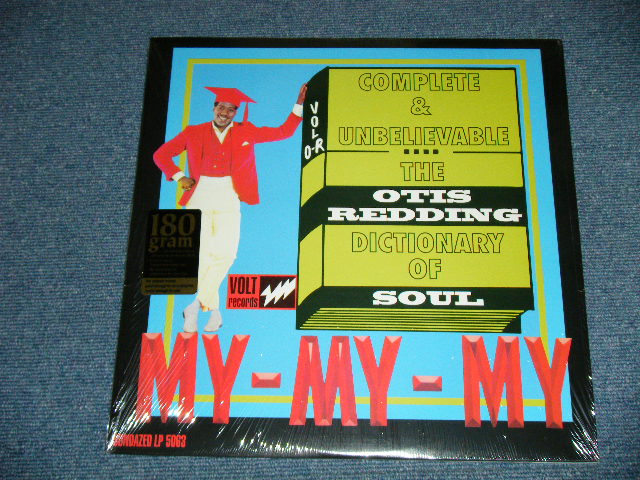 COMPLETE
&
UNBELIEVABLE
THE
OTIS
REDDING
DICTIONARY
OF
SOUL
VOL
O-R
180
gram
VOLT
records
MY-MY-MY
SUNDAZED LP 5063